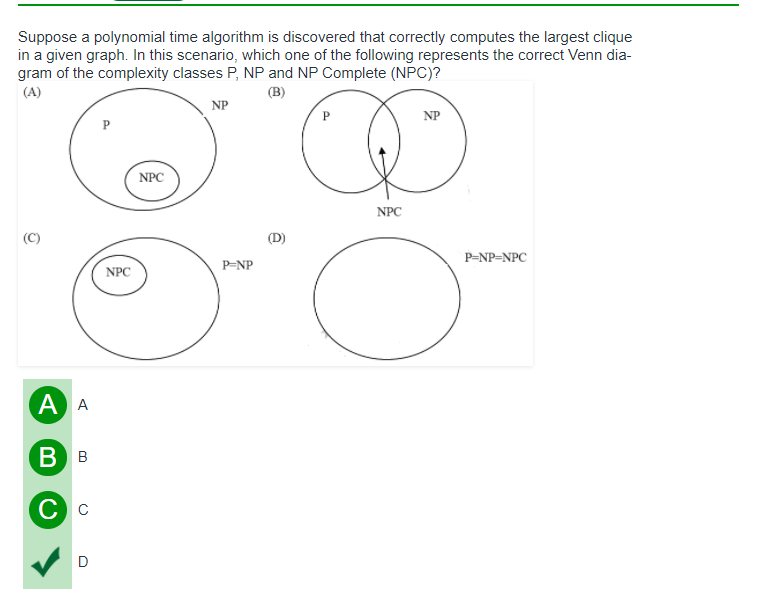 Suppose a polynomial time algorithm is discovered that correctly computes the largest clique
in a given graph. In this scenario, which one of the following represents the correct Venn dia-
gram of the complexity classes P, NP and NP Complete (NPC)?
(A)
P
NP
NPC
(B)
P
NP
NPC
(C)
NPC
P=NP
(D)
P=NP=NPC
A A
B B
C C
D